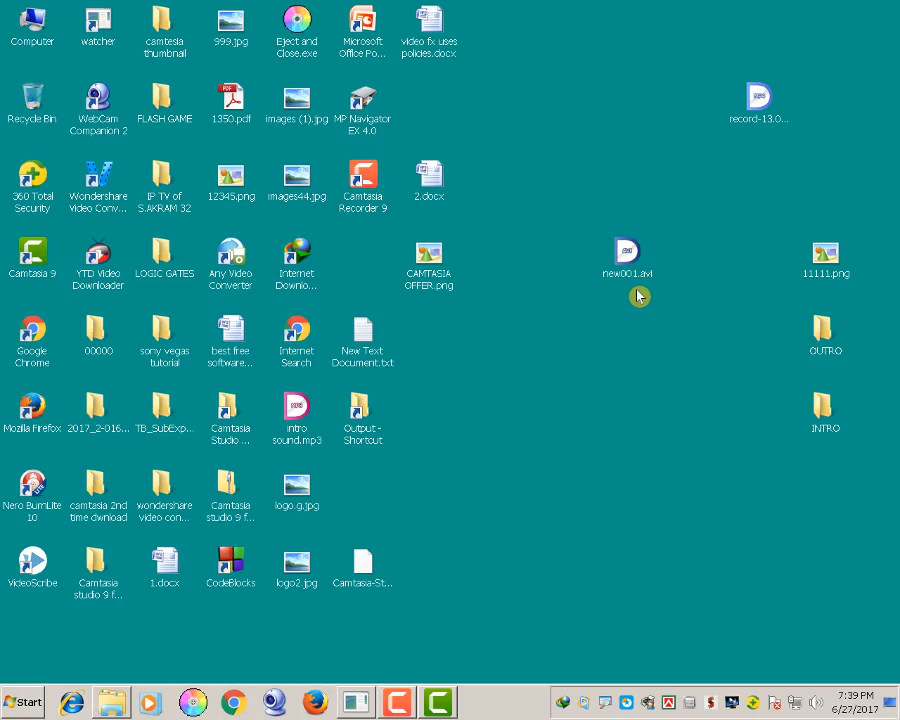 Computer
watcher
camtesia
thumbnail
999.jpg
Eject and
Close.exe
Microsoft
Office Po...
video fx uses
policies.docx
Recycle Bin
WebCam
Companion 2
FLASH GAME
PDF
1350.pdf
images (1).jpg
MP Navigator
EX 4.0
record-13.0...
360 Total
Security
Wondershare
Video Conv...
IP TV of
S.AKRAM 32
12345.png
images44.jpg
Camtasia
Recorder 9
2.docx
Camtasia 9
YTD Video
Downloader
LOGIC GATES
Any Video
Converter
Internet
Downlo...
CAMTASIA
OFFER.png
new001.avi
11111.png
Google
Chrome
00000
sony vegas
tutorial
best free
software...
Internet
Search
New Text
Document.txt
OUTRO
Mozilla Firefox
2017_2-016...
TB_SubExp...
Camtasia
Studio ...
intro
sound.mp3
Output -
Shortcut
INTRO
Nero BurnLite
10
camtasia 2nd
time dwnload
wondershare
video con...
Camtasia
studio 9 f...
logo.g.jpg
VideoScribe
Camtasia
studio 9 f...
1.docx
CodeBlocks
logo2.jpg
Camtasia-St...
Start
7:39 PM
6/27/2017